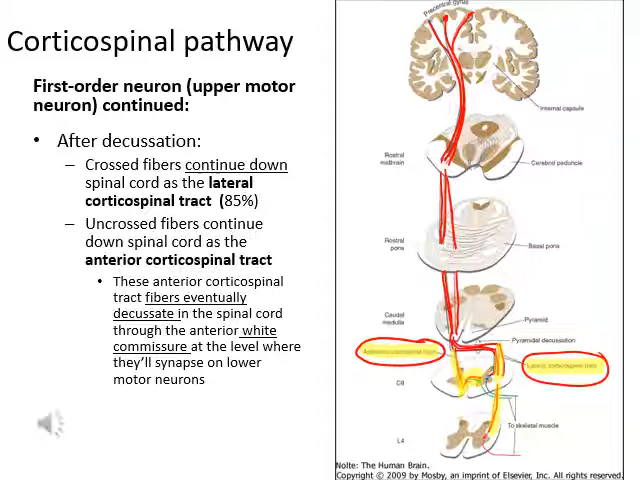 Corticospinal pathway
First-order neuron (upper motor
neuron) continued:
• After decussation:
– Crossed fibers continue down
spinal cord as the lateral
corticospinal tract (85%)
– Uncrossed fibers continue
down spinal cord as the
anterior corticospinal tract
• These anterior corticospinal
tract fibers eventually
decussate in the spinal cord
through the anterior white
commissure at the level where
they'll synapse on lower
motor neurons
Precentral gyrus
Internal capsule
Rostral
midbrain
Cerebral peduncle
Rostral
pons
Basal pons
Caudal
medulla
Pyramid
Pyramidal decussation
Anterior corticospinal tract
Lateral corticospinal tract
C8
To skeletal muscle
L4
Nolte: The Human Brain.
Copyright © 2009 by Mosby, an imprint of Elsevier, Inc. All rights reserved.